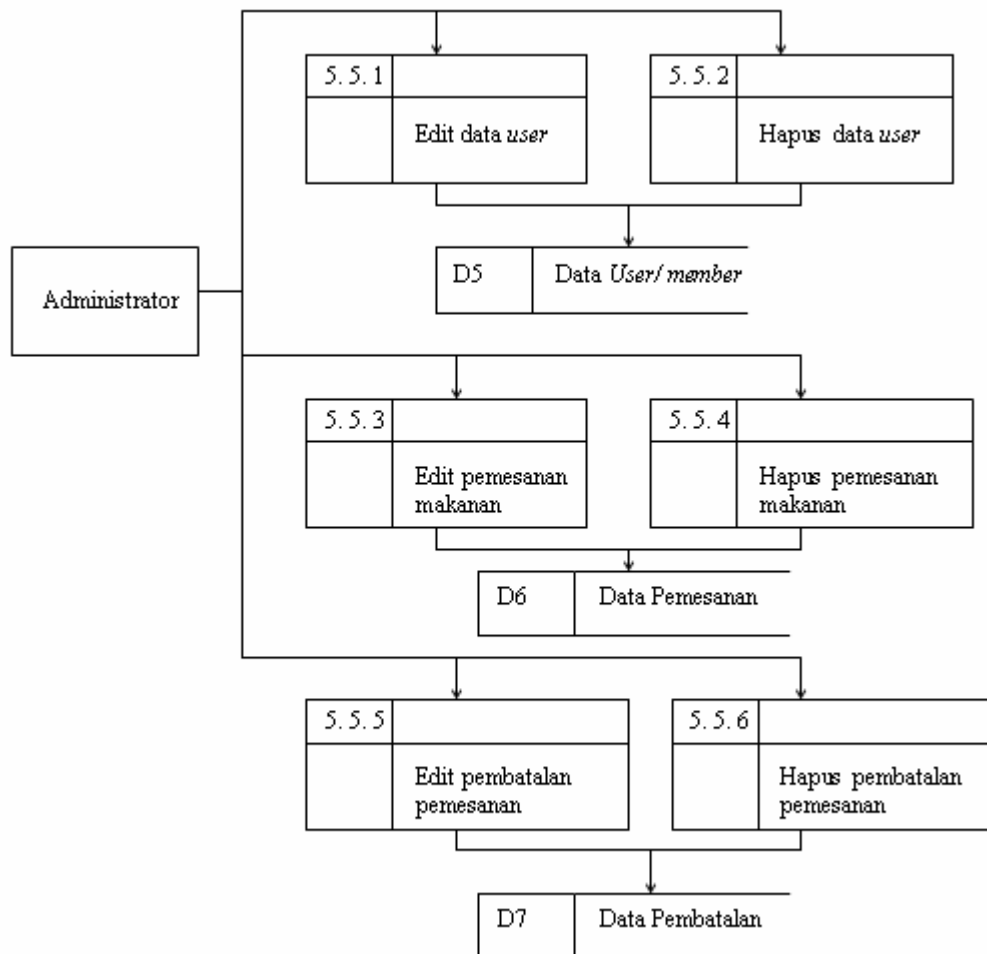 5.5.1
Edit data user
5.5.2
Hapus data user
D5
Data User/ member
Administrator
5.5.3
Edit pemesanan
makanan
5.5.4
Hapus pemesanan
makanan
D6
Data Pemesanan
5.5.5
Edit pembatalan
pemesanan
5.5.6
Hapus pembatalan
pemesanan
D7
Data Pembatalan